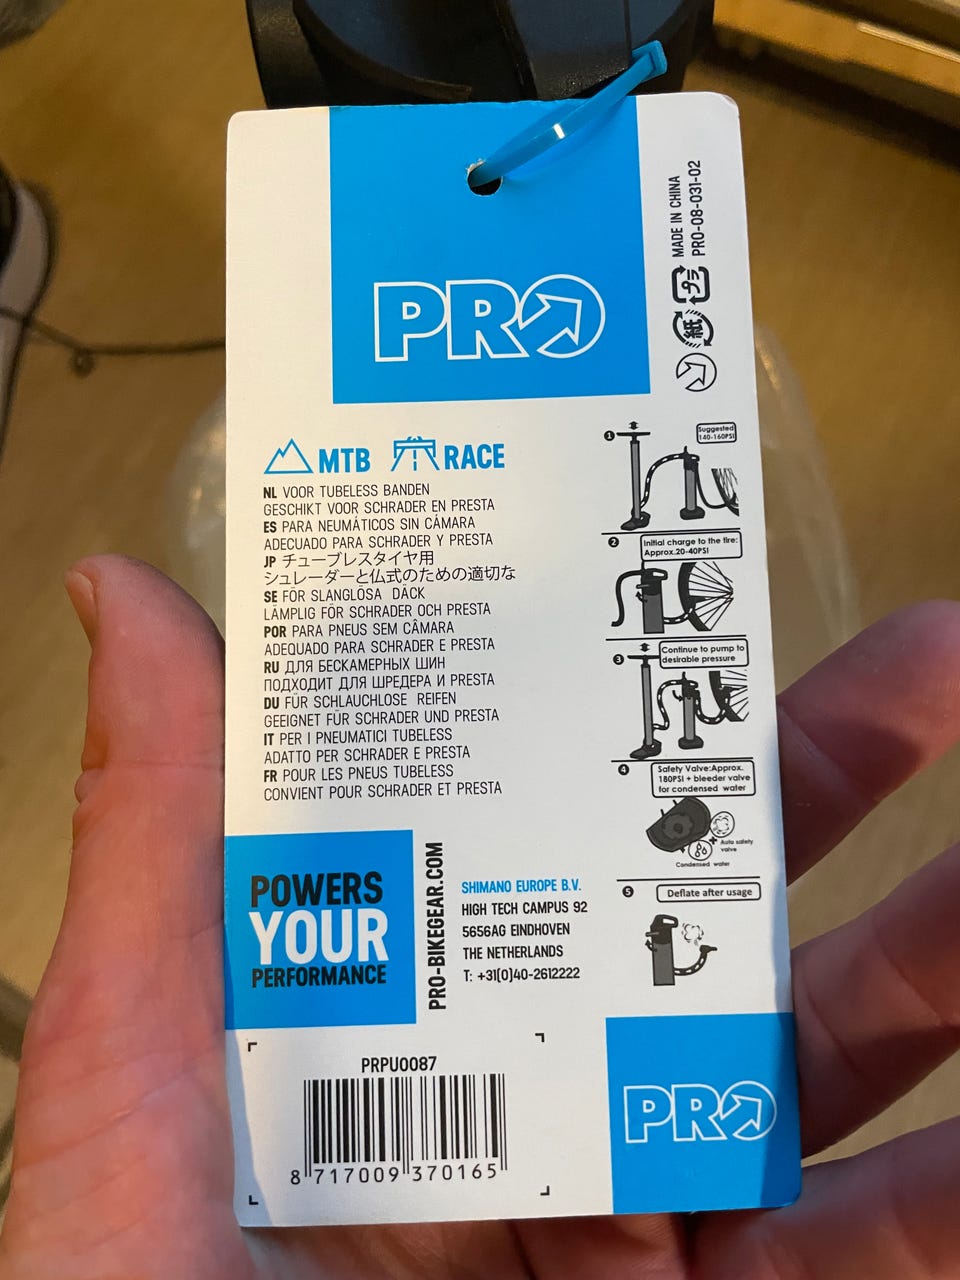 PRO
MADE IN CHINA
PRO-08-031-02
プラ
紙
MTB RACE
NL VOOR TUBELESS BANDEN
GESCHIKT VOOR SCHRADER EN PRESTA
ES PARA NEUMÁTICOS SIN CÁMARA
ADECUADO PARA SCHRADER Y PRESTA
JP チューブレスタイヤ用
シュレーダーと仏式のための適切な
SE FÖR SLANGLÖSA DÄCK
LÄMPLIG FÖR SCHRADER OCH PRESTA
POR PARA PNEUS SEM CÂMARA
ADEQUADO PARA SCHRADER E PRESTA
RU ДЛЯ БЕСКАМЕРНЫХ ШИН
ПОДХОДИТ ДЛЯ ШРЕДЕРА И PRESTA
DU FÜR SCHLAUCHLOSE REIFEN
GEEIGNET FÜR SCHRADER UND PRESTA
IT PER I PNEUMATICI TUBELESS
ADATTO PER SCHRADER E PRESTA
FR POUR LES PNEUS TUBELESS
CONVIENT POUR SCHRADER ET PRESTA
1
Suggested
140-160PSI
2
Initial charge to the tire:
Approx.20-40PSI
3
Continue to pump to
desirable pressure
4
Safety Valve:Approx.
180PSI + bleeder valve
for condensed water
Auto safety
valve
Condensed water
5
Deflate after usage
POWERS
YOUR
PERFORMANCE
PRO-BIKEGEAR.COM
SHIMANO EUROPE B.V.
HIGH TECH CAMPUS 92
5656AG EINDHOVEN
THE NETHERLANDS
T: +31(0)40-2612222
PRPU0087
8 717009 370165
PRO